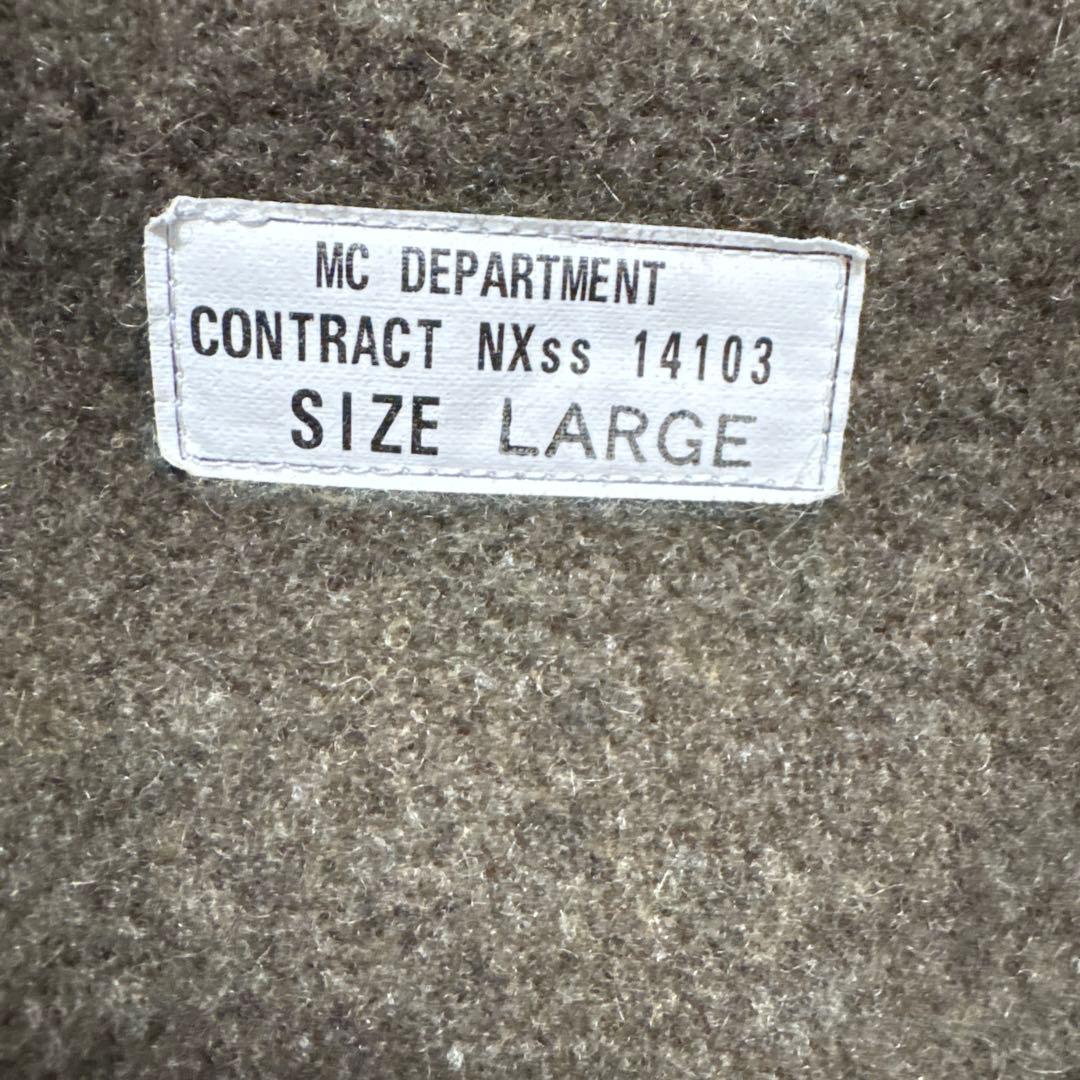 MC DEPARTMENT
CONTRACT NXss 14103
SIZE LARGE